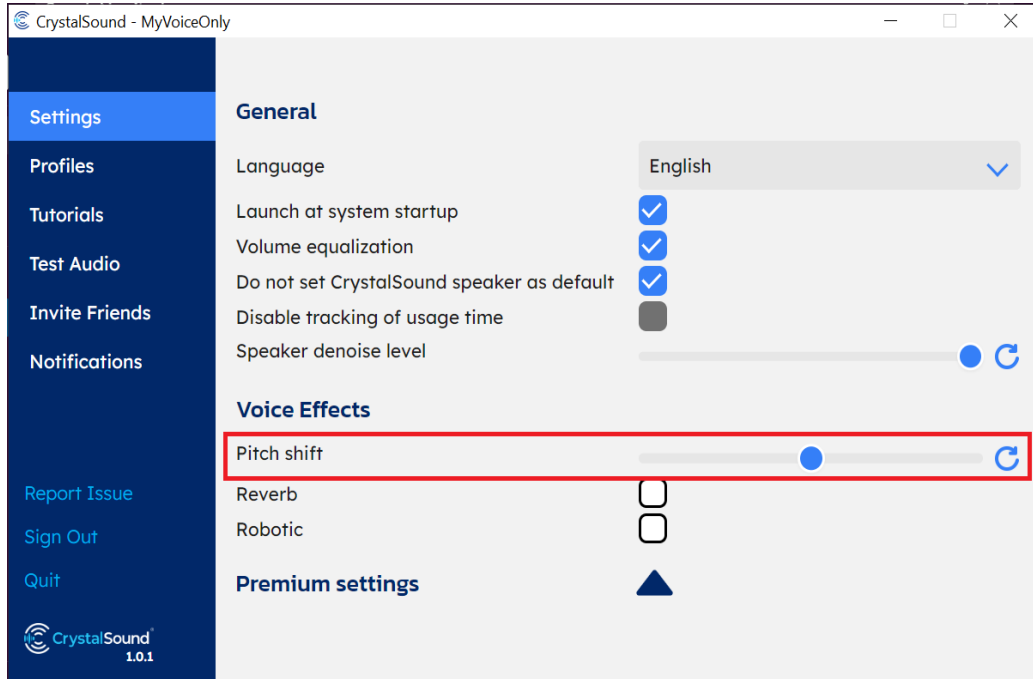 CrystalSound - MyVoiceOnly
Settings
Profiles
Tutorials
Test Audio
Invite Friends
Notifications
Report Issue
Sign Out
Quit
CrystalSound
1.0.1
General
Language English
Launch at system startup
Volume equalization
Do not set CrystalSound speaker as default
Disable tracking of usage time
Speaker denoise level
Voice Effects
Pitch shift
Reverb
Robotic
Premium settings